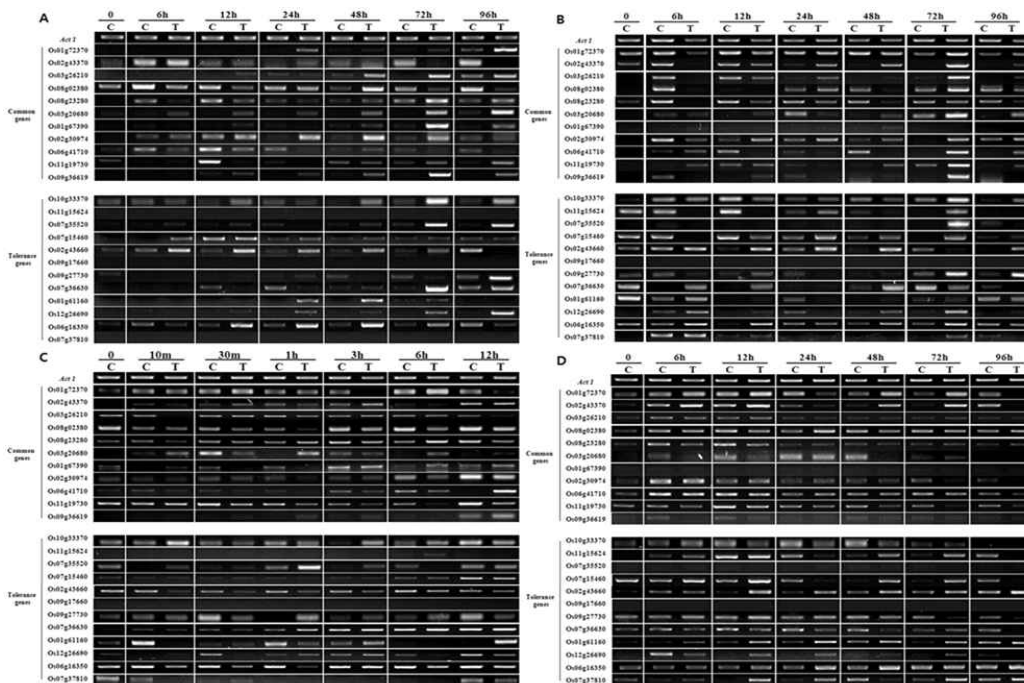 A
0 6h 12h 24h 48h 72h 96h
C C T C T C T C T C T C T
Act 1
Os01g72370
Os02g43370
Os03g26210
Os08g02380
Os08g23280
Os03g20680
Os01g67390
Os02g30974
Os06g41710
Os11g19730
Os09g36619
Common genes
Os10g33370
Os11g15624
Os07g35520
Os07g15460
Os02g43660
Os09g17660
Os09g27730
Os07g36630
Os01g61160
Os12g26690
Os06g16350
Os07g37810
Tolerance genes
B
0 6h 12h 24h 48h 72h 96h
C C T C T C T C T C T C T
Act 1
Os01g72370
Os02g43370
Os03g26210
Os08g02380
Os08g23280
Os03g20680
Os01g67390
Os02g30974
Os06g41710
Os11g19730
Os09g36619
Common genes
Os10g33370
Os11g15624
Os07g35520
Os07g15460
Os02g43660
Os09g17660
Os09g27730
Os07g36630
Os01g61160
Os12g26690
Os06g16350
Os07g37810
Tolerance genes
C
0 10m 30m 1h 3h 6h 12h
C C T C T C T C T C T C T
Act 1
Os01g72370
Os02g43370
Os03g26210
Os08g02380
Os08g23280
Os03g20680
Os01g67390
Os02g30974
Os06g41710
Os11g19730
Os09g36619
Common genes
Os10g33370
Os11g15624
Os07g35520
Os07g15460
Os02g43660
Os09g17660
Os09g27730
Os07g36630
Os01g61160
Os12g26690
Os06g16350
Os07g37810
Tolerance genes
D
0 6h 12h 24h 48h 72h 96h
C C T C T C T C T C T C T
Act 1
Os01g72370
Os02g43370
Os03g26210
Os08g02380
Os08g23280
Os03g20680
Os01g67390
Os02g30974
Os06g41710
Os11g19730
Os09g36619
Common genes
Os10g33370
Os11g15624
Os07g35520
Os07g15460
Os02g43660
Os09g17660
Os09g27730
Os07g36630
Os01g61160
Os12g26690
Os06g16350
Os07g37810
Tolerance genes